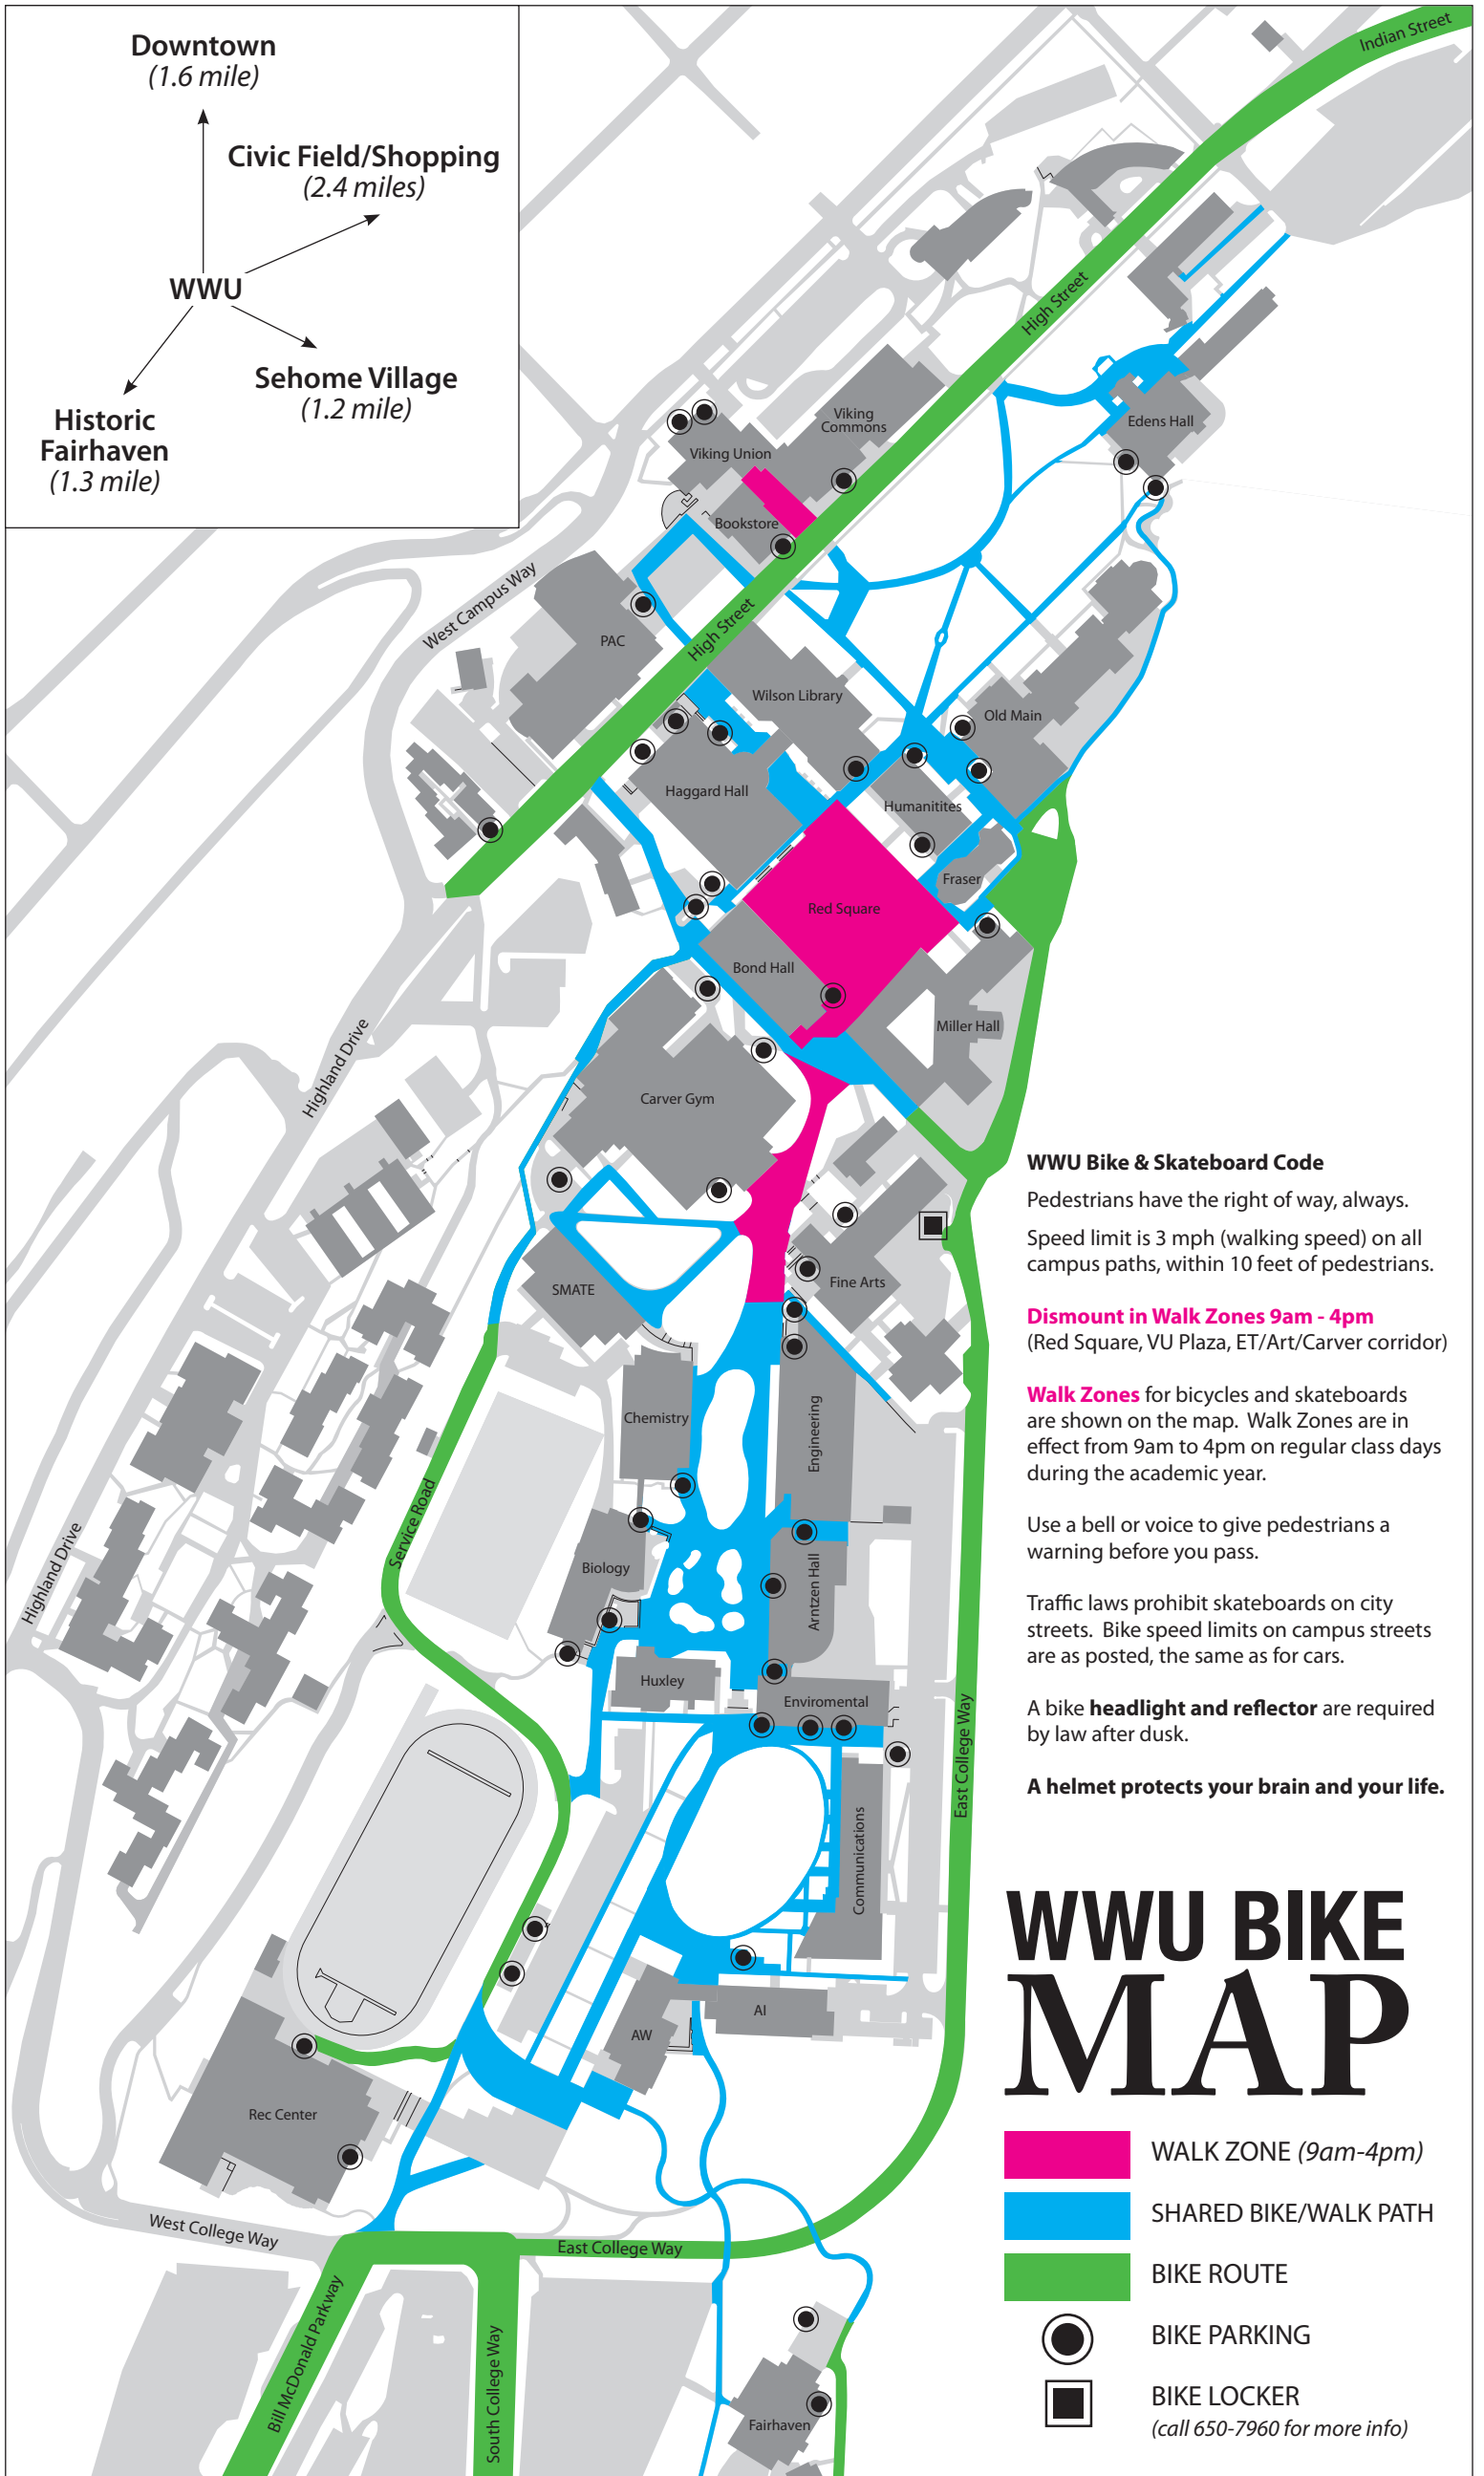 Downtown
(1.6 mile)
Civic Field/Shopping
(2.4 miles)
WWU
Sehome Village
(1.2 mile)
Historic
Fairhaven
(1.3 mile)
Indian Street
High Street
Viking
Commons
Edens Hall
Viking Union
Bookstore
West Campus Way
High Street
PAC
Wilson Library
Old Main
Haggard Hall
Humanitites
Fraser
Red Square
Bond Hall
Miller Hall
Highland Drive
Carver Gym
Fine Arts
SMATE
Chemistry
Engineering
Service Road
Highland Drive
Biology
Arntzen Hall
Huxley
Enviromental
East College Way
Communications
AI
AW
Rec Center
West College Way
East College Way
Bill McDonald Parkway
South College Way
Fairhaven
WWU Bike & Skateboard Code
Pedestrians have the right of way, always.
Speed limit is 3 mph (walking speed) on all
campus paths, within 10 feet of pedestrians.
Dismount in Walk Zones 9am - 4pm
(Red Square, VU Plaza, ET/Art/Carver corridor)
Walk Zones for bicycles and skateboards
are shown on the map.  Walk Zones are in
effect from 9am to 4pm on regular class days
during the academic year.
Use a bell or voice to give pedestrians a
warning before you pass.
Traffic laws prohibit skateboards on city
streets.  Bike speed limits on campus streets
are as posted, the same as for cars.
A bike headlight and reflector are required
by law after dusk.
A helmet protects your brain and your life.
WWU BIKE
MAP
WALK ZONE (9am-4pm)
SHARED BIKE/WALK PATH
BIKE ROUTE
BIKE PARKING
BIKE LOCKER
(call 650-7960 for more info)